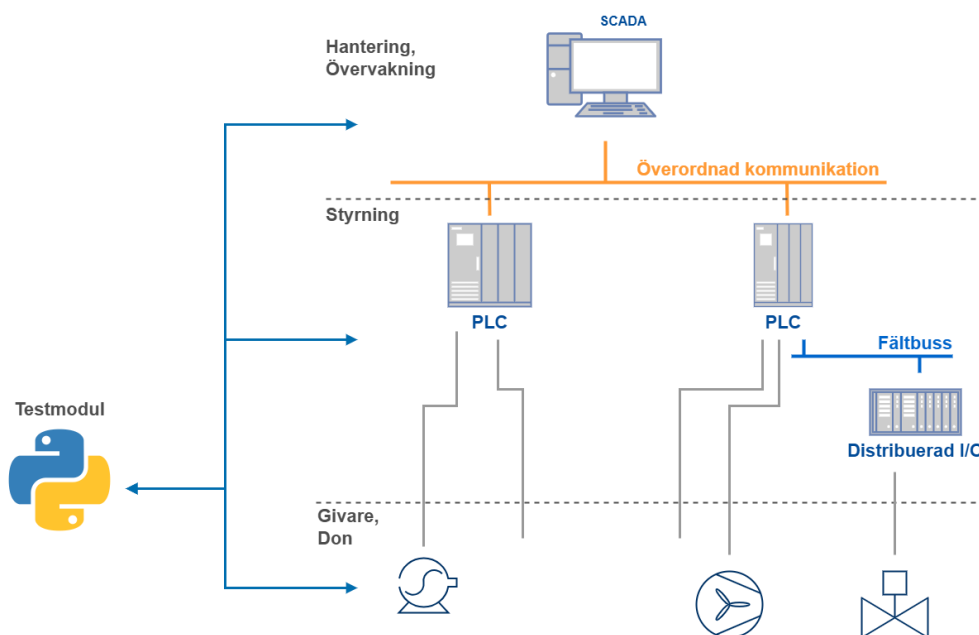 SCADA
Hantering,
Övervakning
Överordnad kommunikation
Styrning
PLC
PLC
Fältbuss
Testmodul
Distribuerad I/O
Givare,
Don